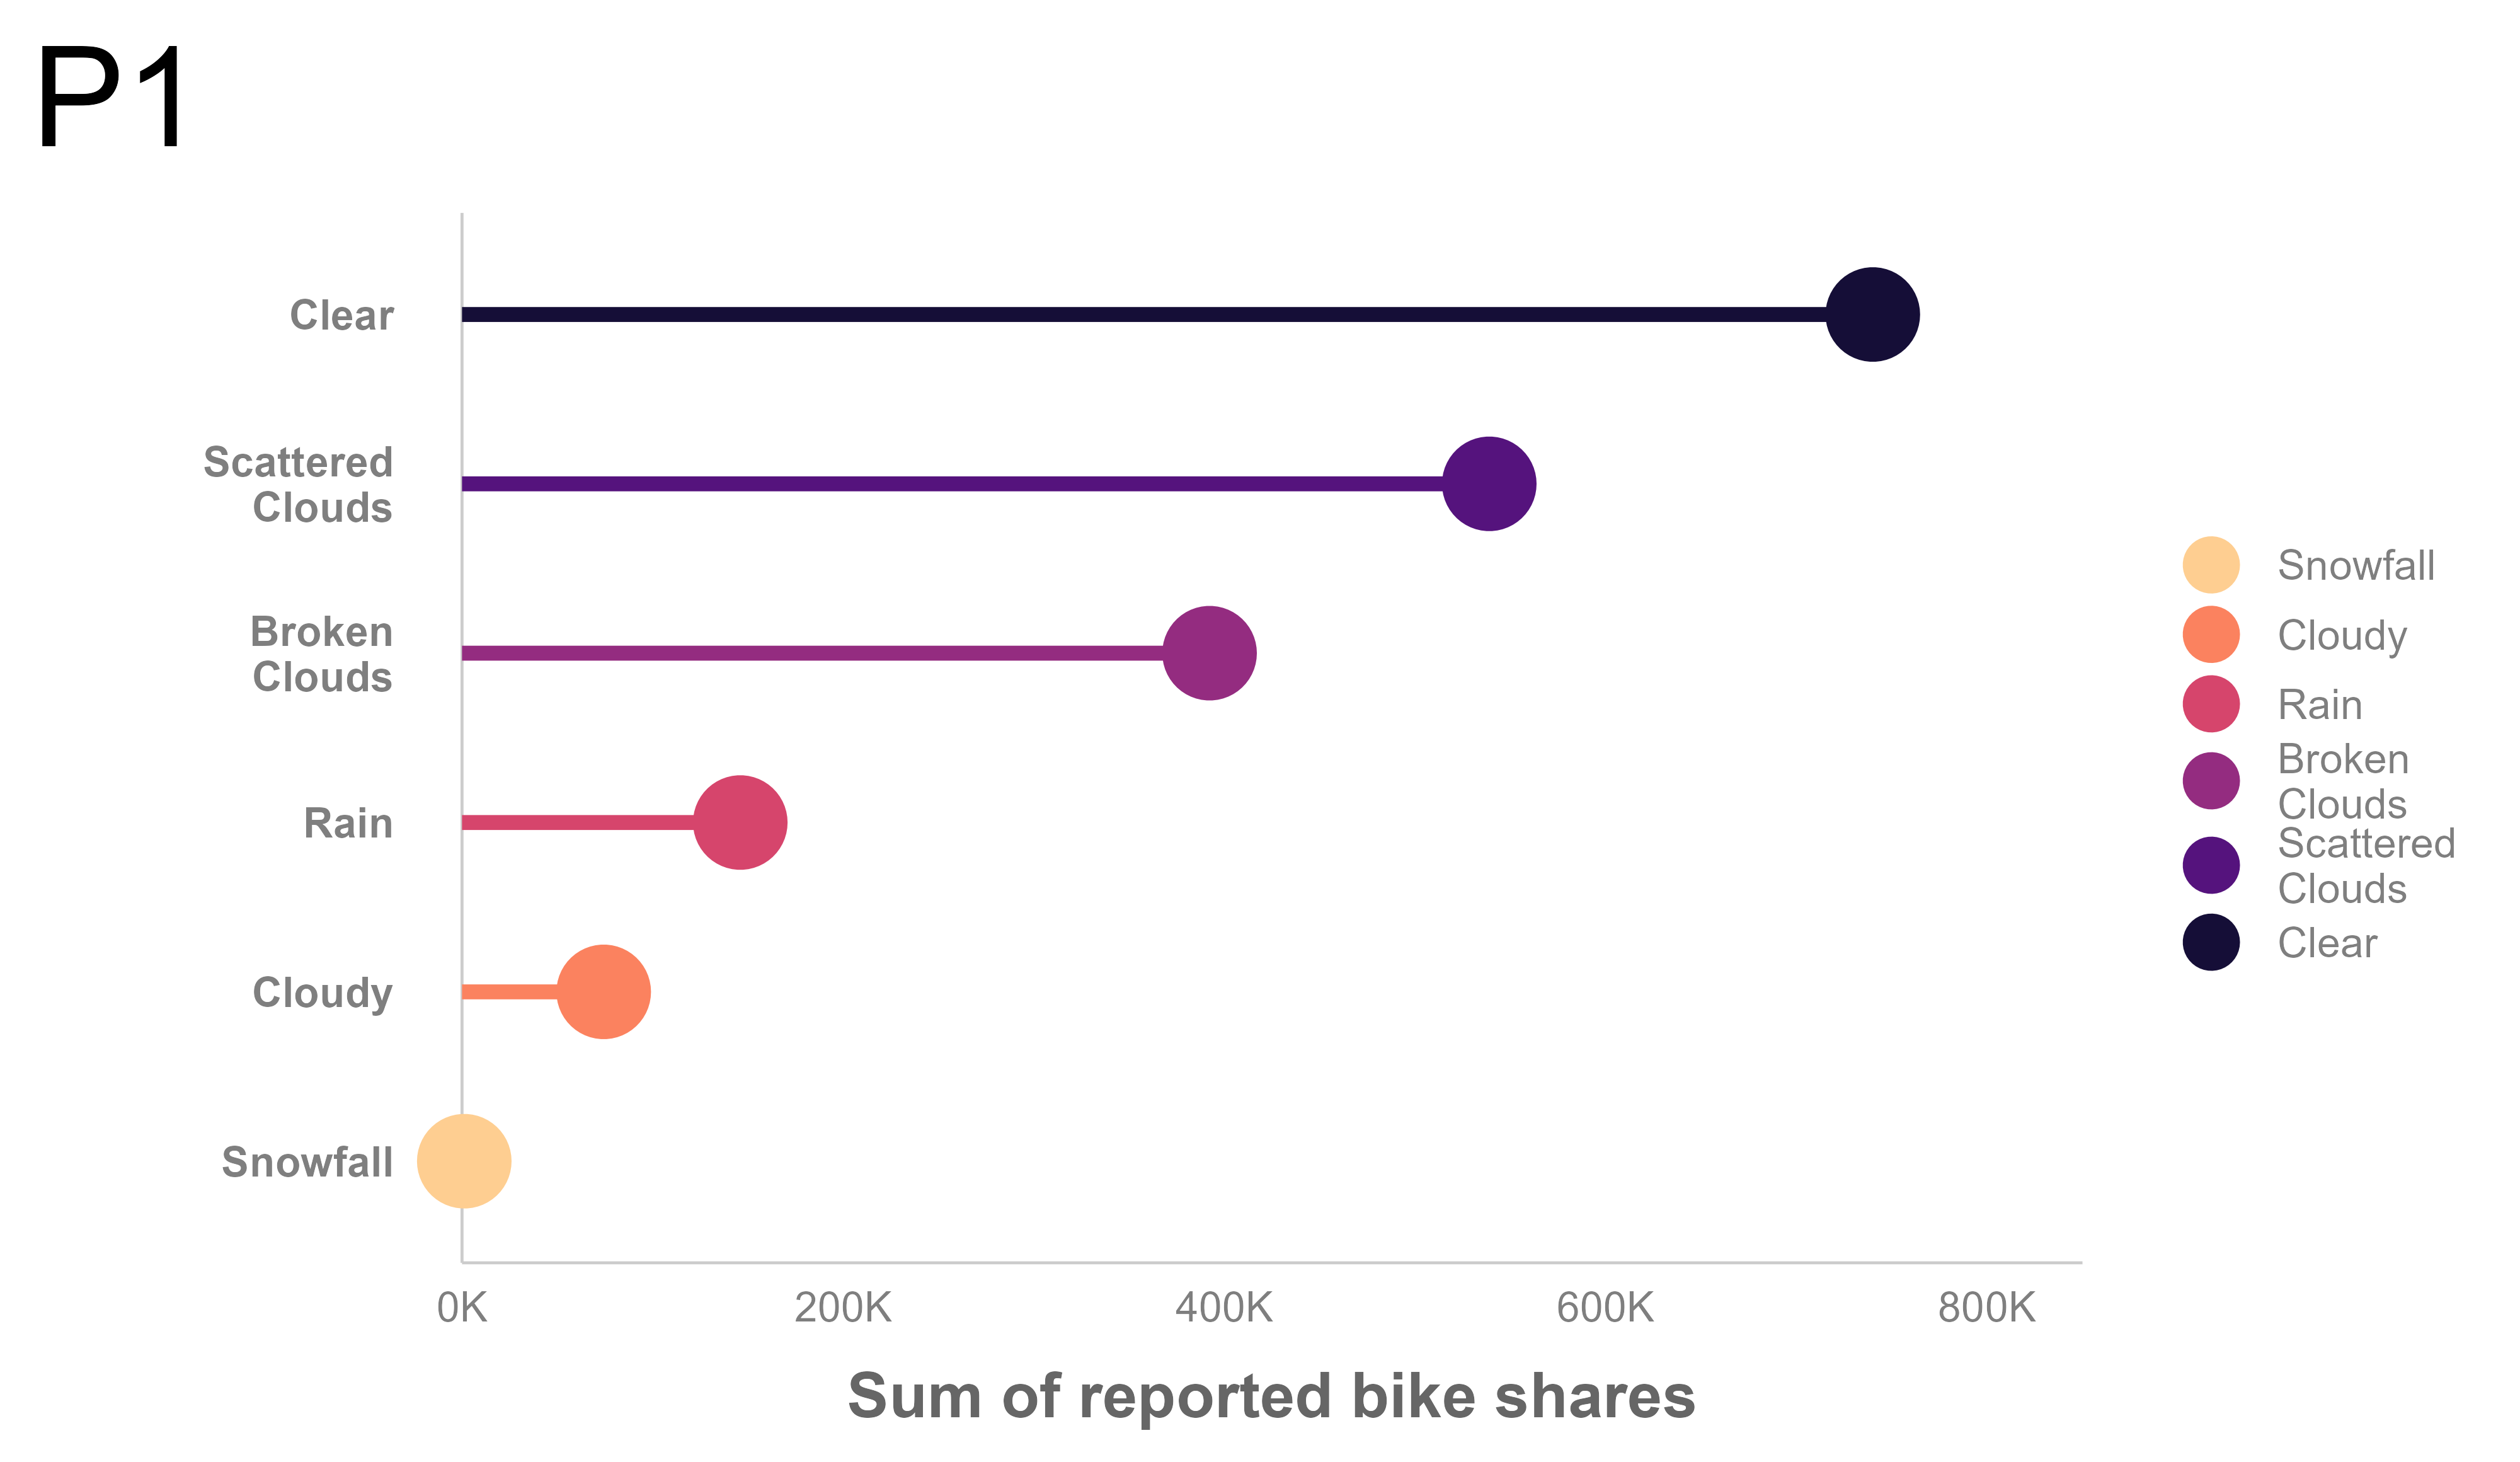 P1
Clear
Scattered
Clouds
Broken
Clouds
Rain
Cloudy
Snowfall
0K
200K
400K
600K
800K
Sum of reported bike shares
Snowfall
Cloudy
Rain
Broken
Clouds
Scattered
Clouds
Clear